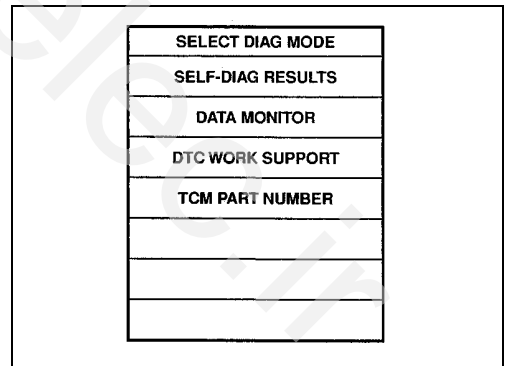 SELECT DIAG MODE
SELF-DIAG RESULTS
DATA MONITOR
DTC WORK SUPPORT
TCM PART NUMBER